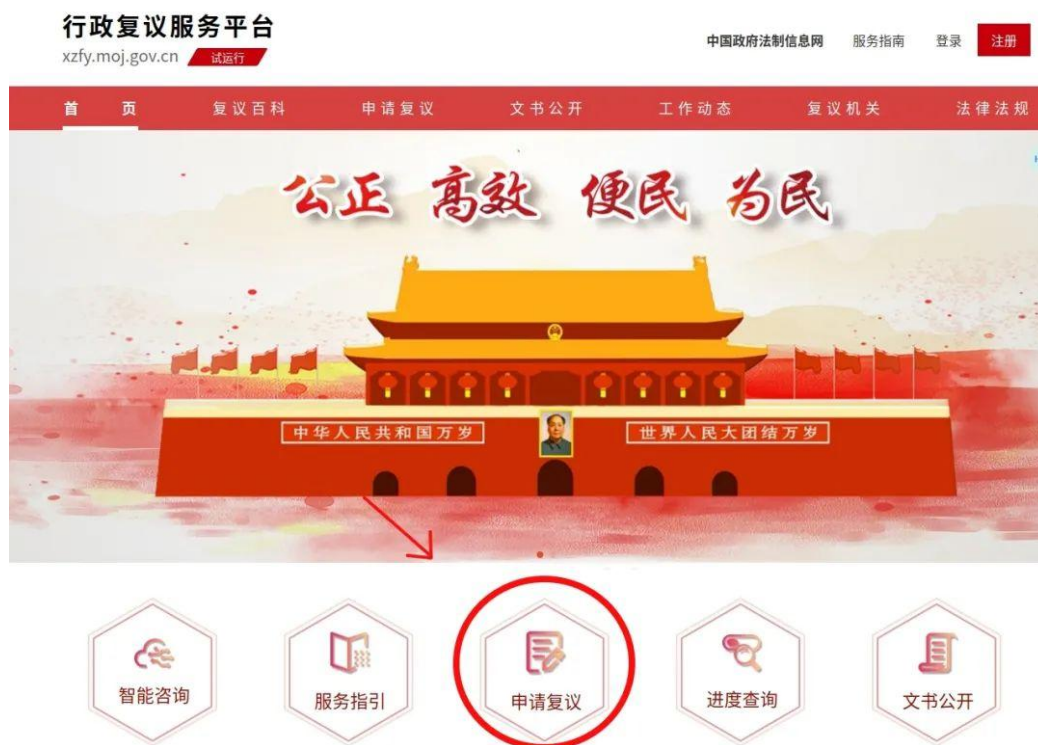 行政复议服务平台
xzfy.moj.gov.cn 试运行
中国政府法制信息网 服务指南 登录 注册
首 页 复议百科 申请复议 文书公开 工作动态 复议机关 法律法规
公正 高效 便民 为民
中华人民共和国万岁 世界人民大团结万岁
智能咨询 服务指引 申请复议 进度查询 文书公开